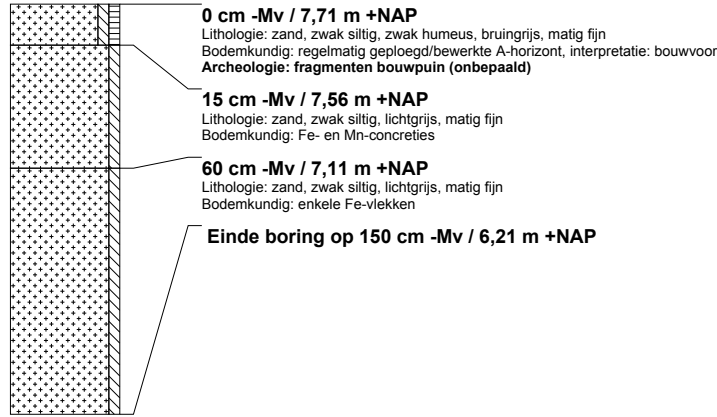 0 cm -Mv / 7,71 m +NAP
Lithologie: zand, zwak siltig, zwak humeus, bruingrijs, matig fijn
Bodemkundig: regelmatig geploegd/bewerkte A-horizont, interpretatie: bouwvoor
Archeologie: fragmenten bouwpuin (onbepaald)
15 cm -Mv / 7,56 m +NAP
Lithologie: zand, zwak siltig, lichtgrijs, matig fijn
Bodemkundig: Fe- en Mn-concreties
60 cm -Mv / 7,11 m +NAP
Lithologie: zand, zwak siltig, lichtgrijs, matig fijn
Bodemkundig: enkele Fe-vlekken
Einde boring op 150 cm -Mv / 6,21 m +NAP